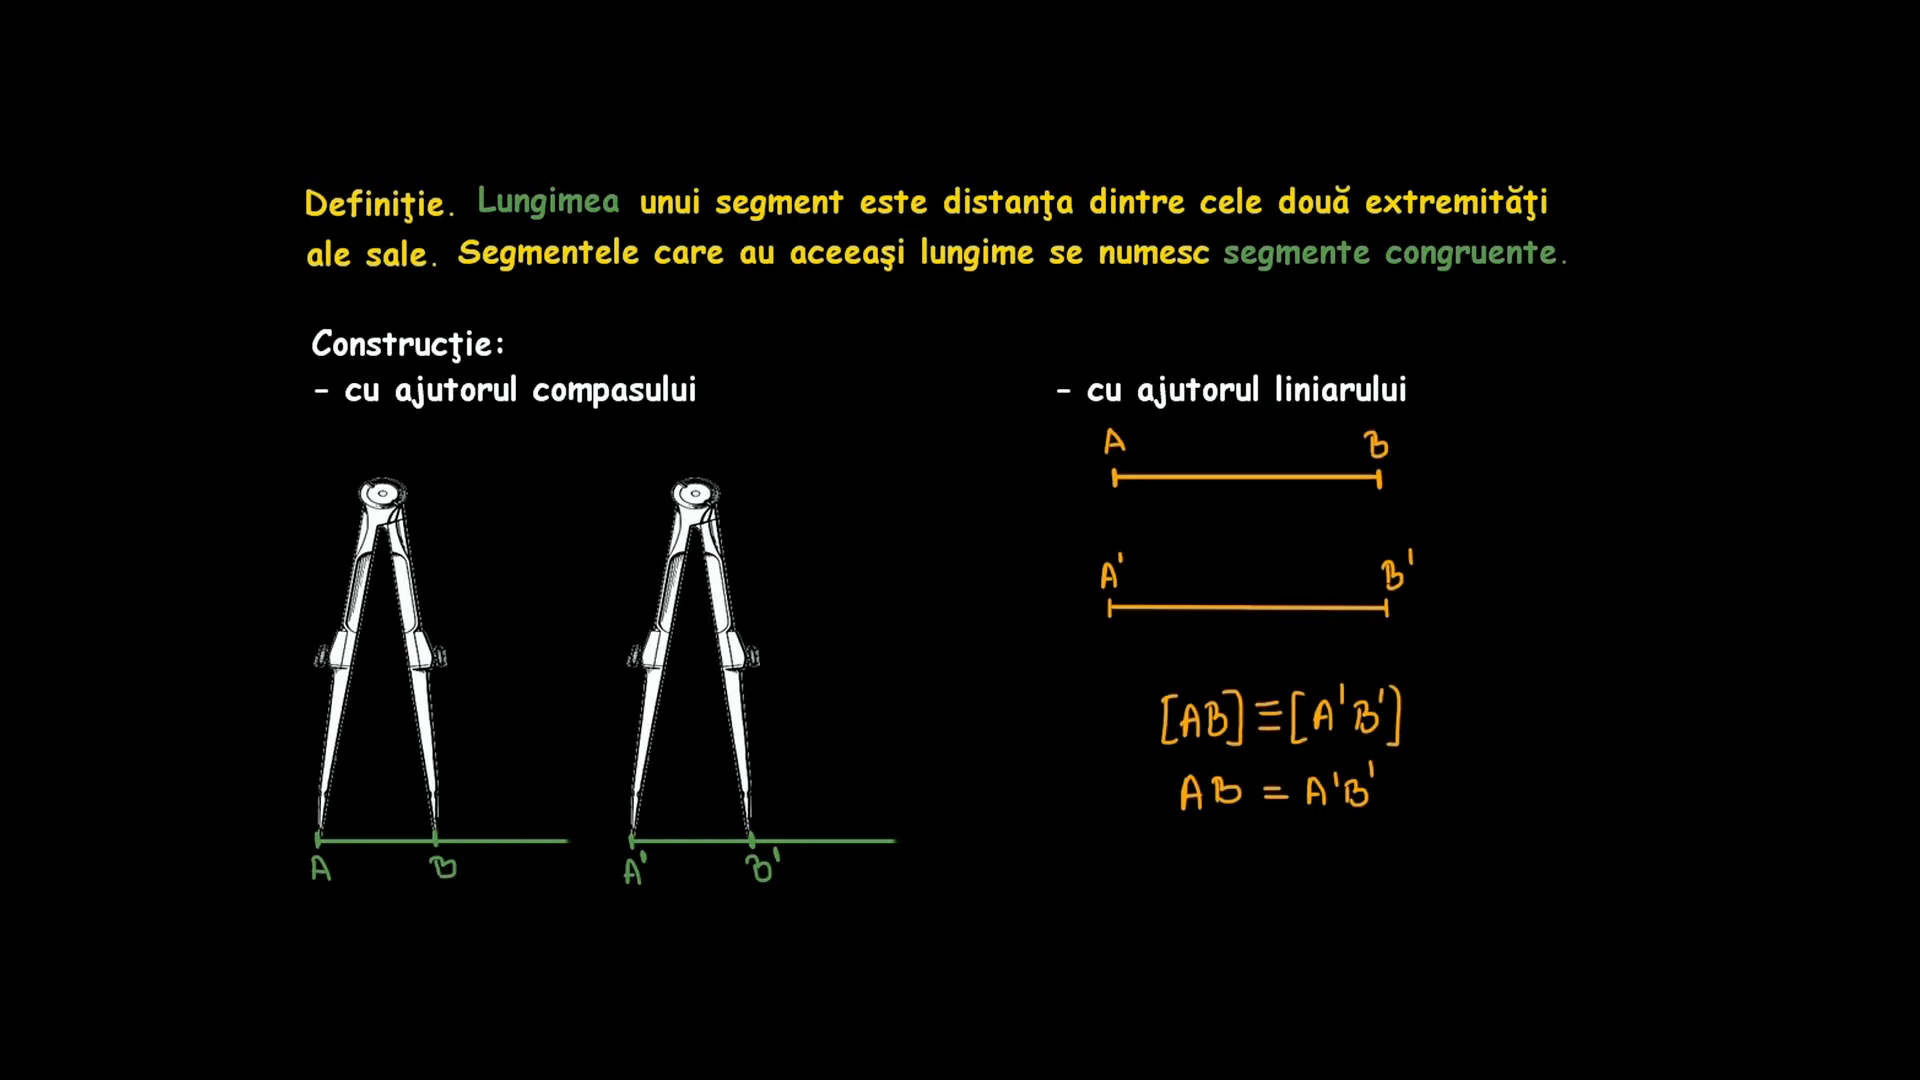 Definiţie. Lungimea unui segment este distanţa dintre cele două extremităţi
ale sale. Segmentele care au aceeaşi lungime se numesc segmente congruente.
Construcţie:
- cu ajutorul compasului
- cu ajutorul liniarului
A B
A' B'
[AB]≡[A'B']
AB = A'B'
A B
A' B'